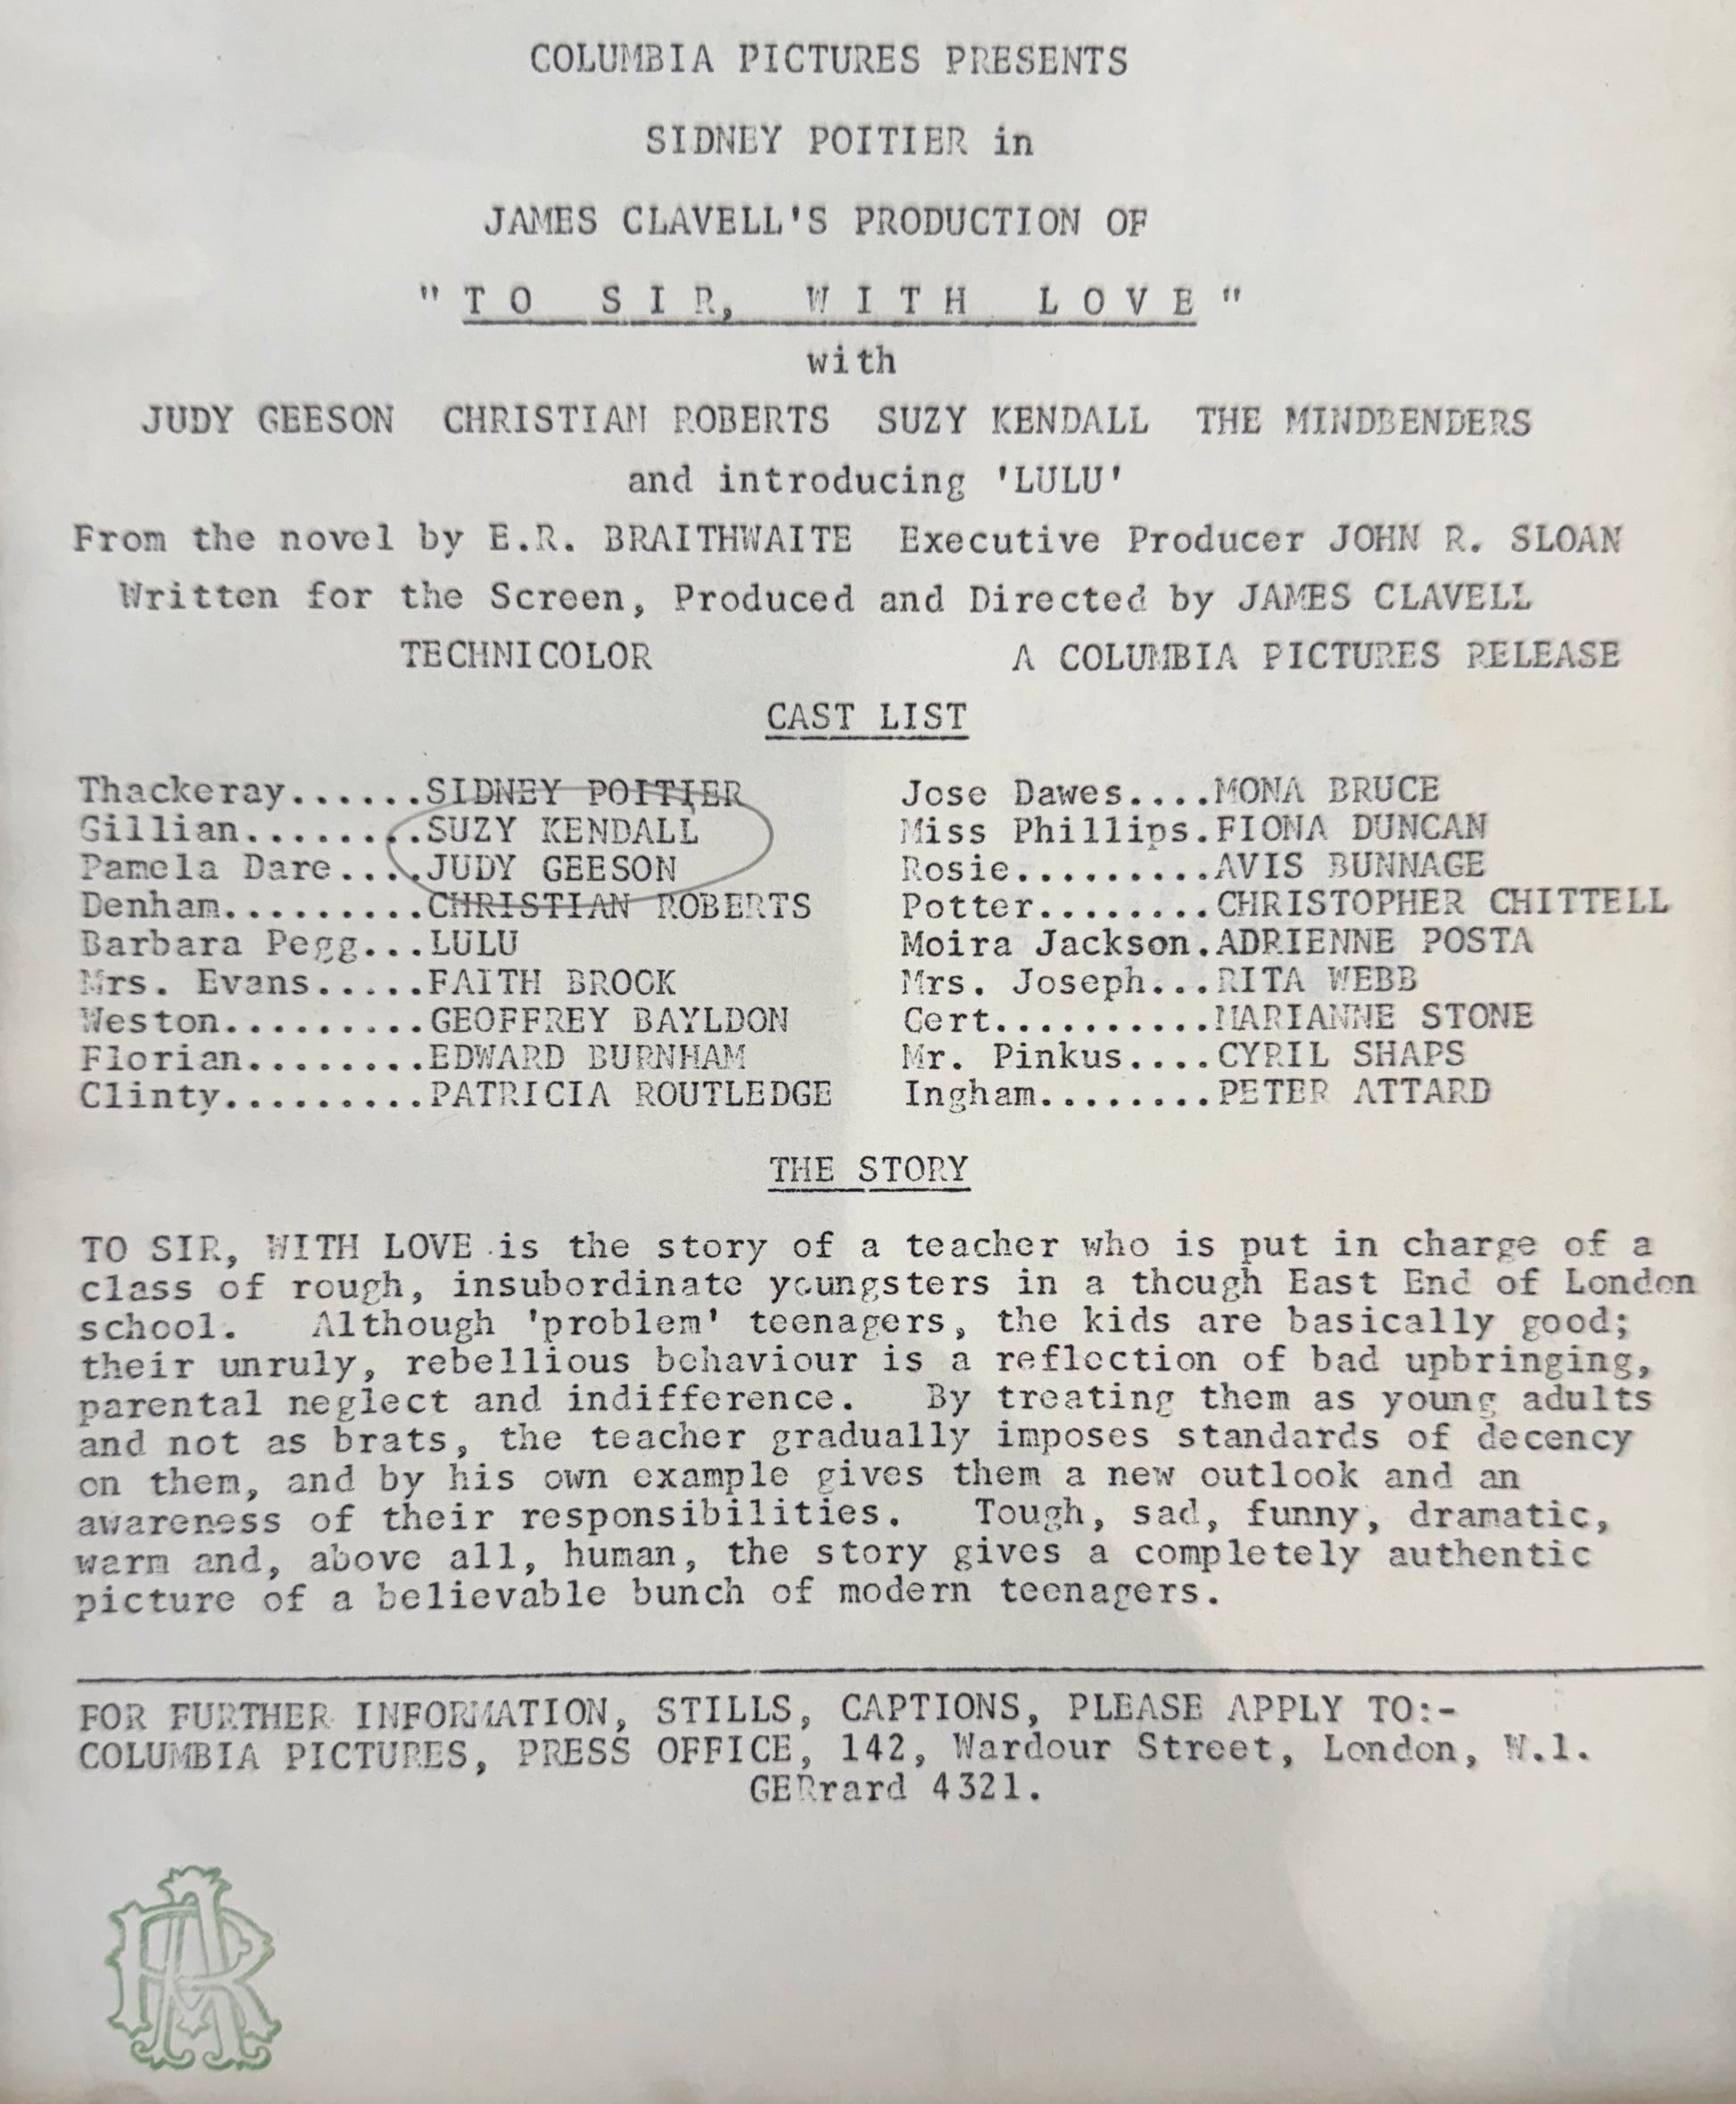 COLUMBIA PICTURES PRESENTS
SIDNEY POITIER in
JAMES CLAVELL'S PRODUCTION OF
"TO SIR, WITH LOVE"
with
JUDY GEESON CHRISTIAN ROBERTS SUZY KENDALL THE MINDBENDERS
and introducing 'LULU'
From the novel by E.R. BRAITHWAITE Executive Producer JOHN R. SLOAN
Written for the Screen, Produced and Directed by JAMES CLAVELL
TECHNICOLOR A COLUMBIA PICTURES RELEASE
CAST LIST
Thackeray......SIDNEY POITIER
Gillian........SUZY KENDALL
Pamela Dare....JUDY GEESON
Denham.........CHRISTIAN ROBERTS
Barbara Pegg...LULU
Mrs. Evans.....FAITH BROOK
Weston.........GEOFFREY BAYLDON
Florian........EDWARD BURNHAM
Clinty.........PATRICIA ROUTLEDGE
Jose Dawes....MONA BRUCE
Miss Phillips.FIONA DUNCAN
Rosie.........AVIS BUNNAGE
Potter........CHRISTOPHER CHITTELL
Moira Jackson.ADRIENNE POSTA
Mrs. Joseph...RITA WEBB
Gert..........MARIANNE STONE
Mr. Pinkus....CYRIL SHAPS
Ingham........PETER ATTARD
THE STORY
TO SIR, WITH LOVE is the story of a teacher who is put in charge of a
class of rough, insubordinate youngsters in a though East End of London
school. Although 'problem' teenagers, the kids are basically good;
their unruly, rebellious behaviour is a reflection of bad upbringing,
parental neglect and indifference. By treating them as young adults
and not as brats, the teacher gradually imposes standards of decency
on them, and by his own example gives them a new outlook and an
awareness of their responsibilities. Tough, sad, funny, dramatic,
warm and, above all, human, the story gives a completely authentic
picture of a believable bunch of modern teenagers.
FOR FURTHER INFORMATION, STILLS, CAPTIONS, PLEASE APPLY TO:-
COLUMBIA PICTURES, PRESS OFFICE, 142, Wardour Street, London, W.1.
GERrard 4321.